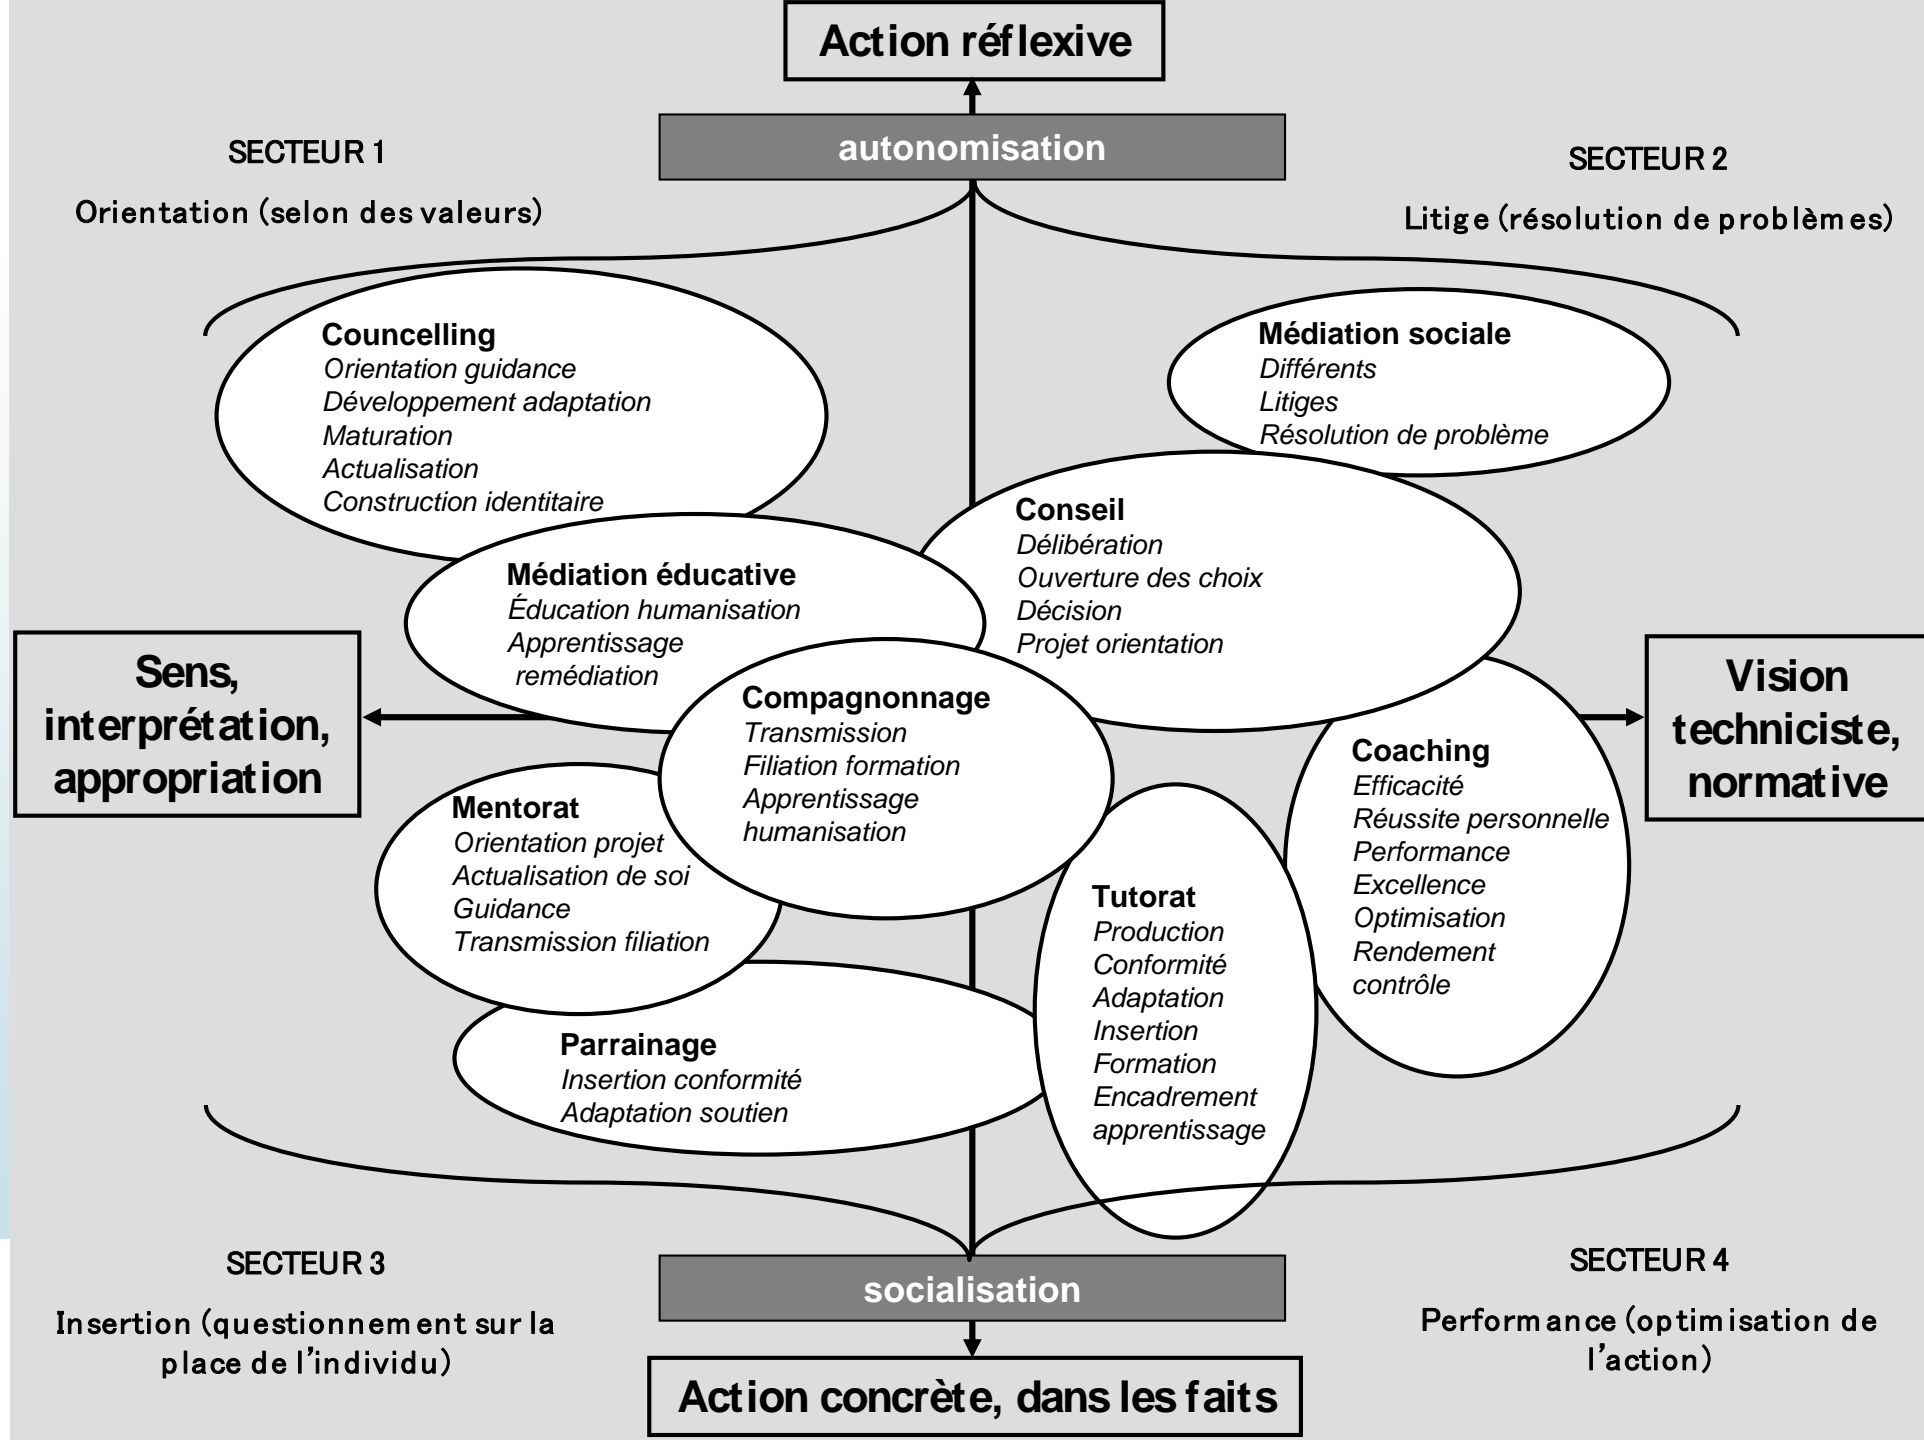 Action réflexive
autonomisation
SECTEUR 1
Orientation (selon des valeurs)
SECTEUR 2
Litige (résolution de problèmes)
Councelling
Orientation guidance
Développement adaptation
Maturation
Actualisation
Construction identitaire
Médiation sociale
Différents
Litiges
Résolution de problème
Conseil
Délibération
Ouverture des choix
Décision
Projet orientation
Médiation éducative
Éducation humanisation
Apprentissage
remédiation
Sens,
interprétation,
appropriation
Vision
techniciste,
normative
Compagnonnage
Transmission
Filiation formation
Apprentissage
humanisation
Coaching
Efficacité
Réussite personnelle
Performance
Excellence
Optimisation
Rendement
contrôle
Mentorat
Orientation projet
Actualisation de soi
Guidance
Transmission filiation
Tutorat
Production
Conformité
Adaptation
Insertion
Formation
Encadrement
apprentissage
Parrainage
Insertion conformité
Adaptation soutien
SECTEUR 3
Insertion (questionnement sur la
place de l'individu)
SECTEUR 4
Performance (optimisation de
l'action)
socialisation
Action concrète, dans les faits